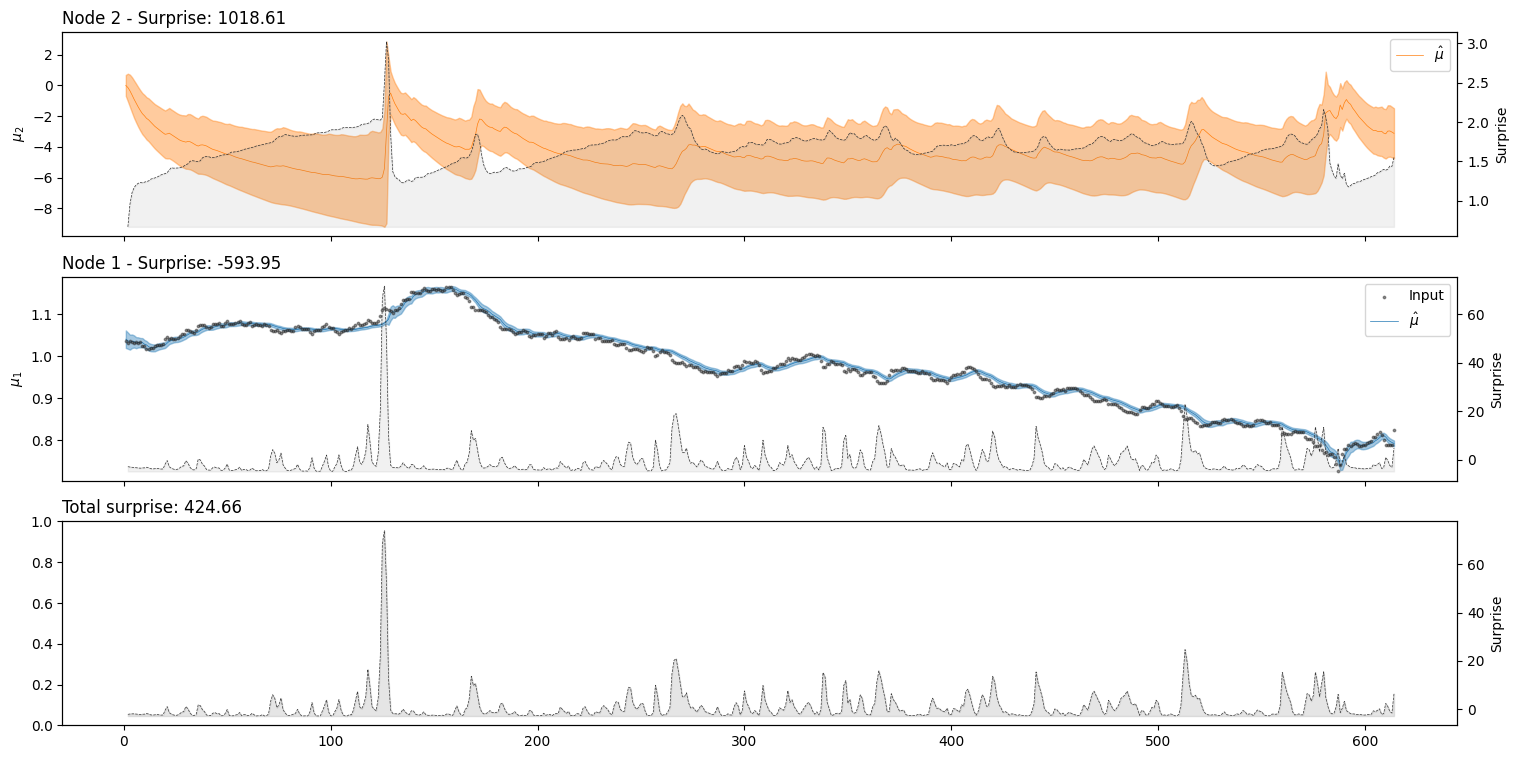 Node 2 - Surprise: 1018.61
2
0
−2
−4
−6
−8
μ2
μ̂
3.0
2.5
2.0
1.5
1.0
Surprise
Node 1 - Surprise: -593.95
1.1
1.0
0.9
0.8
μ1
Input
μ̂
60
40
20
0
Surprise
Total surprise: 424.66
1.0
0.8
0.6
0.4
0.2
0.0
60
40
20
0
Surprise
0 100 200 300 400 500 600